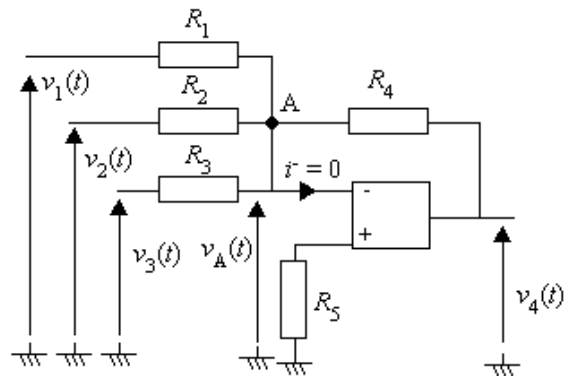 R1
v1(t)
R2
A
R4
v2(t)
R3
i- = 0
-
v3(t)
vA(t)
+
R5
v4(t)